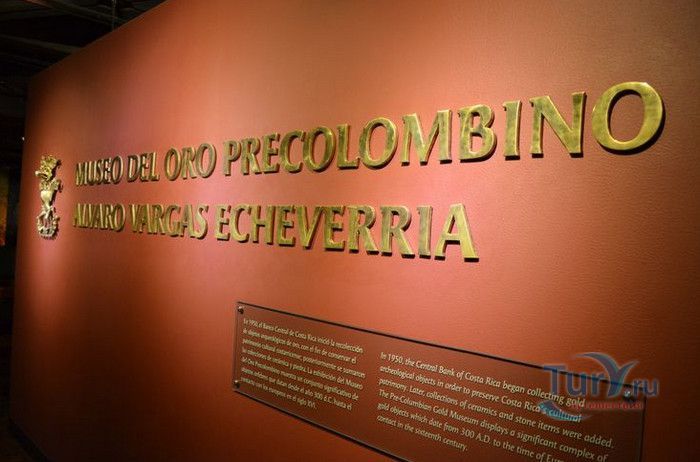 MUSEO DEL ORO PRECOLOMBINO
ALVARO VARGAS ECHEVERRIA
En 1950, el Banco Central de Costa Rica inició la recolección
de objetos arqueológicos de oro, con el fin de conservar el
patrimonio cultural costarricense; posteriormente se sumaron
las colecciones de cerámica y piedra. La exhibición del Museo
del Oro Precolombino muestra un conjunto significativo de
objetos áureos que datan desde el año 300 E.C. hasta el
contacto con los europeos en el siglo XVI.
In 1950, the Central Bank of Costa Rica began collecting gold
archeological objects in order to preserve Costa Rica's cultural
patrimony. Later, collections of ceramics and stone items were added.
The Pre-Columbian Gold Museum displays a significant complex of
gold objects which date from 300 A.D. to the time of
contact in the sixteenth century.
Tury.ru